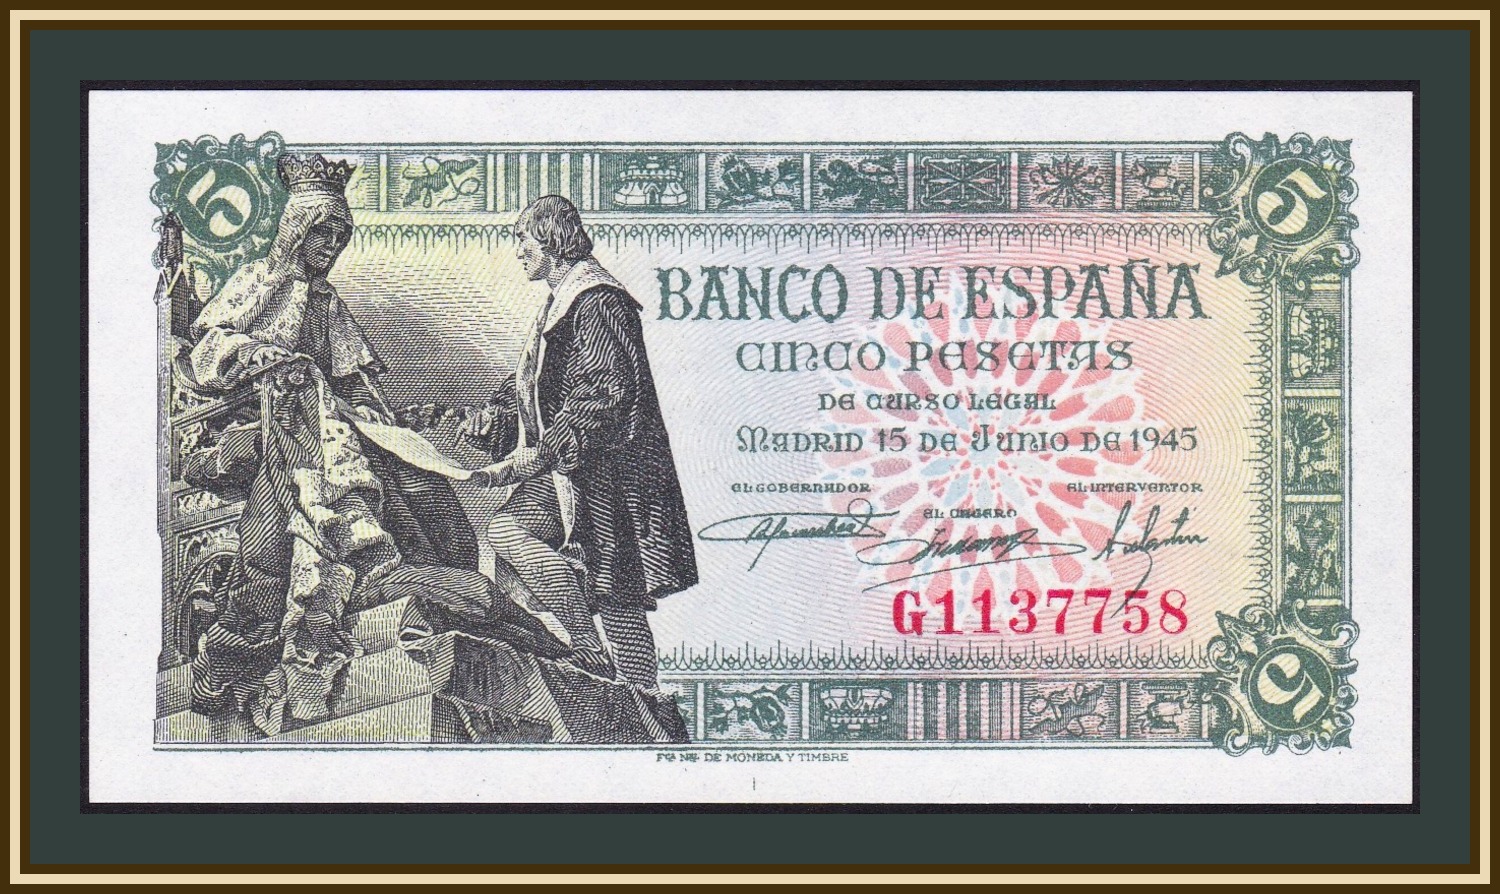 5
5
BANCO DE ESPAÑA
CINCO PESETAS
DE CURSO LEGAL
MADRID 15 DE JUNIO DE 1945
EL GOBERNADOR
EL INTERVENTOR
EL CAJERO
G1137758
5
Fca Nal DE MONEDA Y TIMBRE